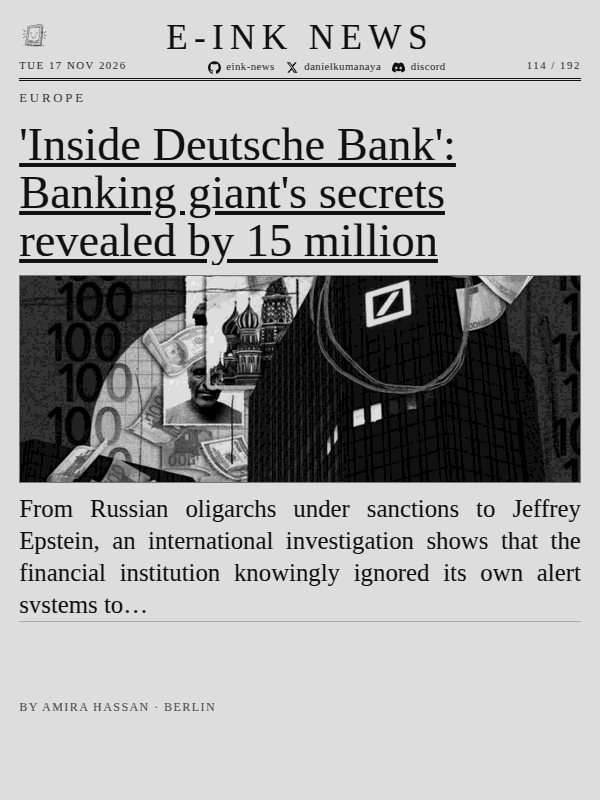 E-INK NEWS
TUE 17 NOV 2026
eink-news danielkumanaya discord
114 / 192
EUROPE
'Inside Deutsche Bank':
Banking giant's secrets
revealed by 15 million
100
100
100
100
From Russian oligarchs under sanctions to Jeffrey
Epstein, an international investigation shows that the
financial institution knowingly ignored its own alert
systems to…
BY AMIRA HASSAN · BERLIN